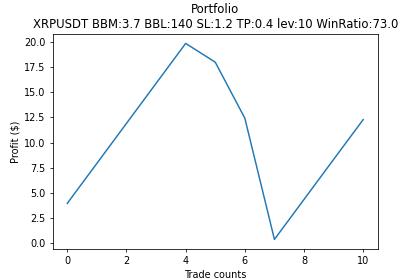 Portfolio
XRPUSDT BBM:3.7 BBL:140 SL:1.2 TP:0.4 lev:10 WinRatio:73.0
20.0
17.5
15.0
12.5
10.0
7.5
5.0
2.5
0.0
Profit ($)
0 2 4 6 8 10
Trade counts